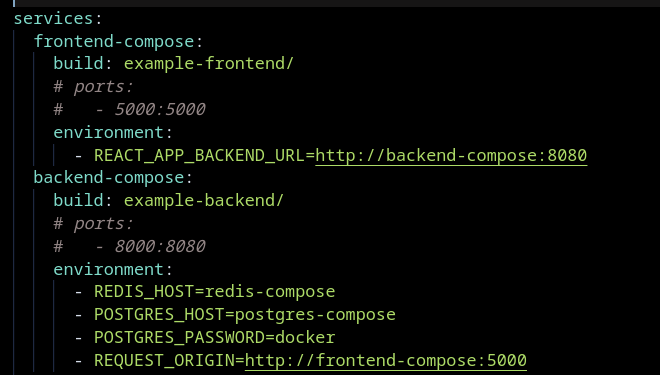 services:
  frontend-compose:
    build: example-frontend/
    # ports:
    #   - 5000:5000
    environment:
      - REACT_APP_BACKEND_URL=http://backend-compose:8080
  backend-compose:
    build: example-backend/
    # ports:
    #   - 8000:8080
    environment:
      - REDIS_HOST=redis-compose
      - POSTGRES_HOST=postgres-compose
      - POSTGRES_PASSWORD=docker
      - REQUEST_ORIGIN=http://frontend-compose:5000